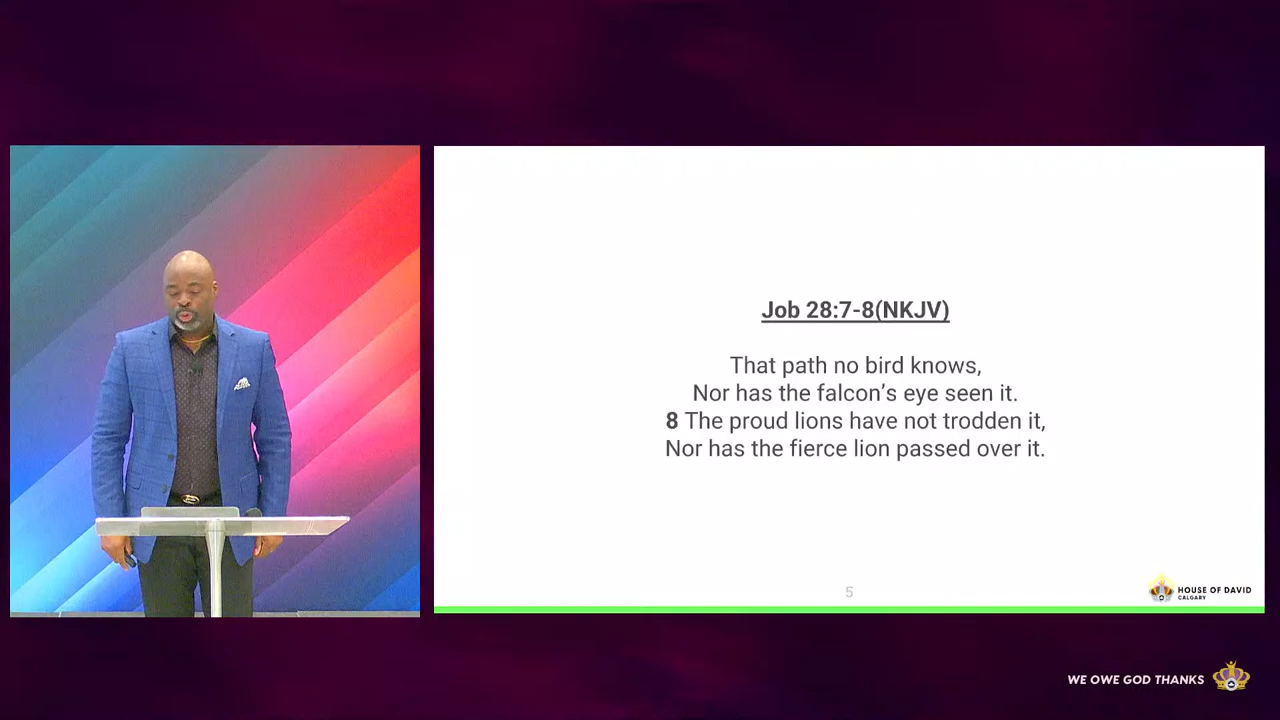 Job 28:7-8(NKJV)
That path no bird knows,
Nor has the falcon’s eye seen it.
8 The proud lions have not trodden it,
Nor has the fierce lion passed over it.
5
HOUSE OF DAVID
CALGARY
WE OWE GOD THANKS